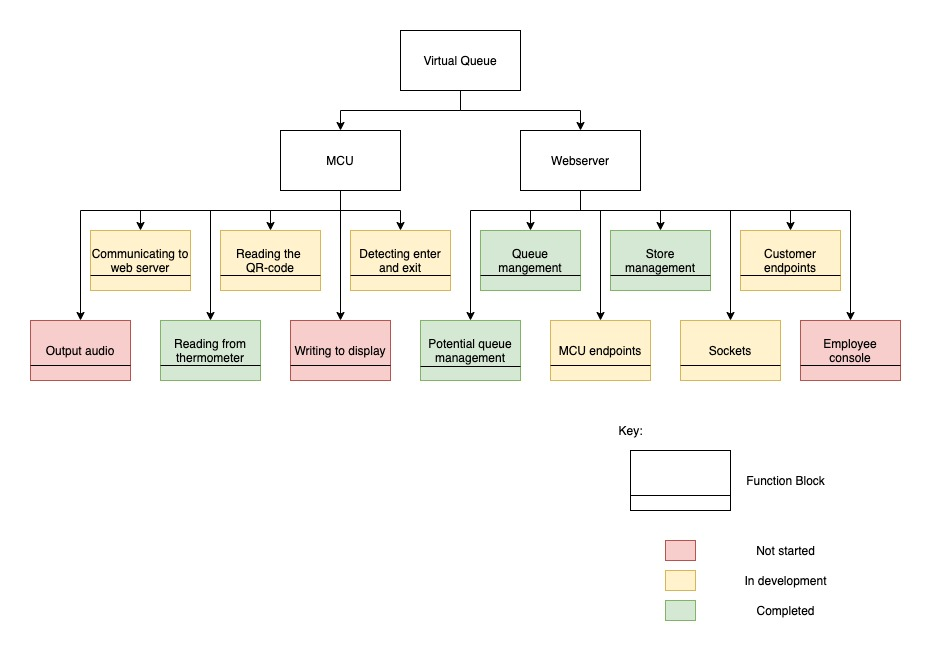 Virtual Queue
MCU
Webserver
Communicating to
web server
Reading the
QR-code
Detecting enter
and exit
Queue
mangement
Store
management
Customer
endpoints
Output audio
Reading from
thermometer
Writing to display
Potential queue
management
MCU endpoints
Sockets
Employee
console
Key:
Function Block
Not started
In development
Completed